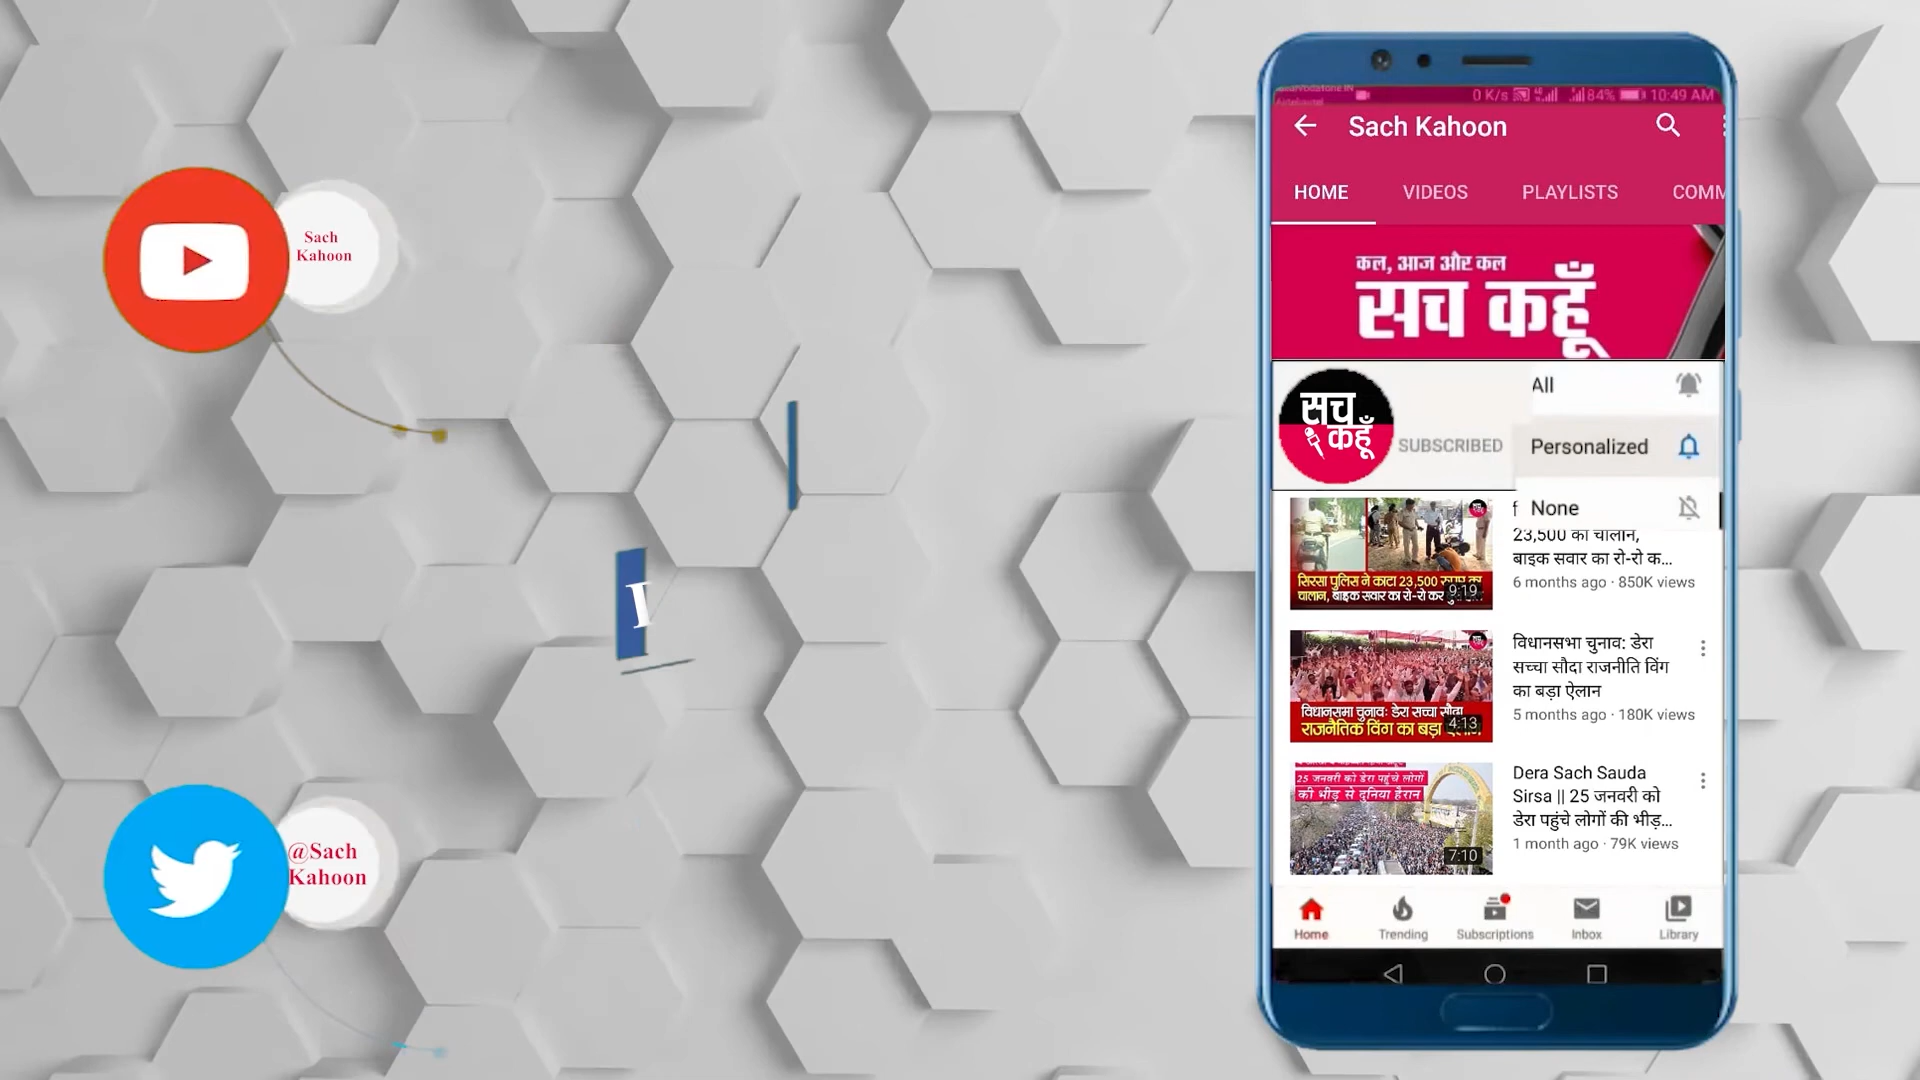 Sach
Kahoon
@Sach
Kahoon
I
0 K/s
84%
10:49 AM
Sach Kahoon
HOME
VIDEOS
PLAYLISTS
COMM
कल, आज और कल
सच कहूँ
सच
कहूँ
SUBSCRIBED
All
Personalized
None
सिरसा पुलिस ने काटा 23,500
चालान, बाइक सवार का रो-रो कर
9:19
23,500 का चालान,
बाइक सवार का रो-रो क...
6 months ago · 850K views
विधानसभा चुनाव: डेरा सच्चा सौदा
राजनैतिक विंग का बड़ा
4:13
विधानसभा चुनाव: डेरा
सच्चा सौदा राजनीति विंग
का बड़ा ऐलान
5 months ago · 180K views
25 जनवरी को डेरा पहुंचे लोगों
की भीड़ से दुनिया हैरान
7:10
Dera Sach Sauda
Sirsa || 25 जनवरी को
डेरा पहुंचे लोगों की भीड़...
1 month ago · 79K views
Home
Trending
Subscriptions
Inbox
Library